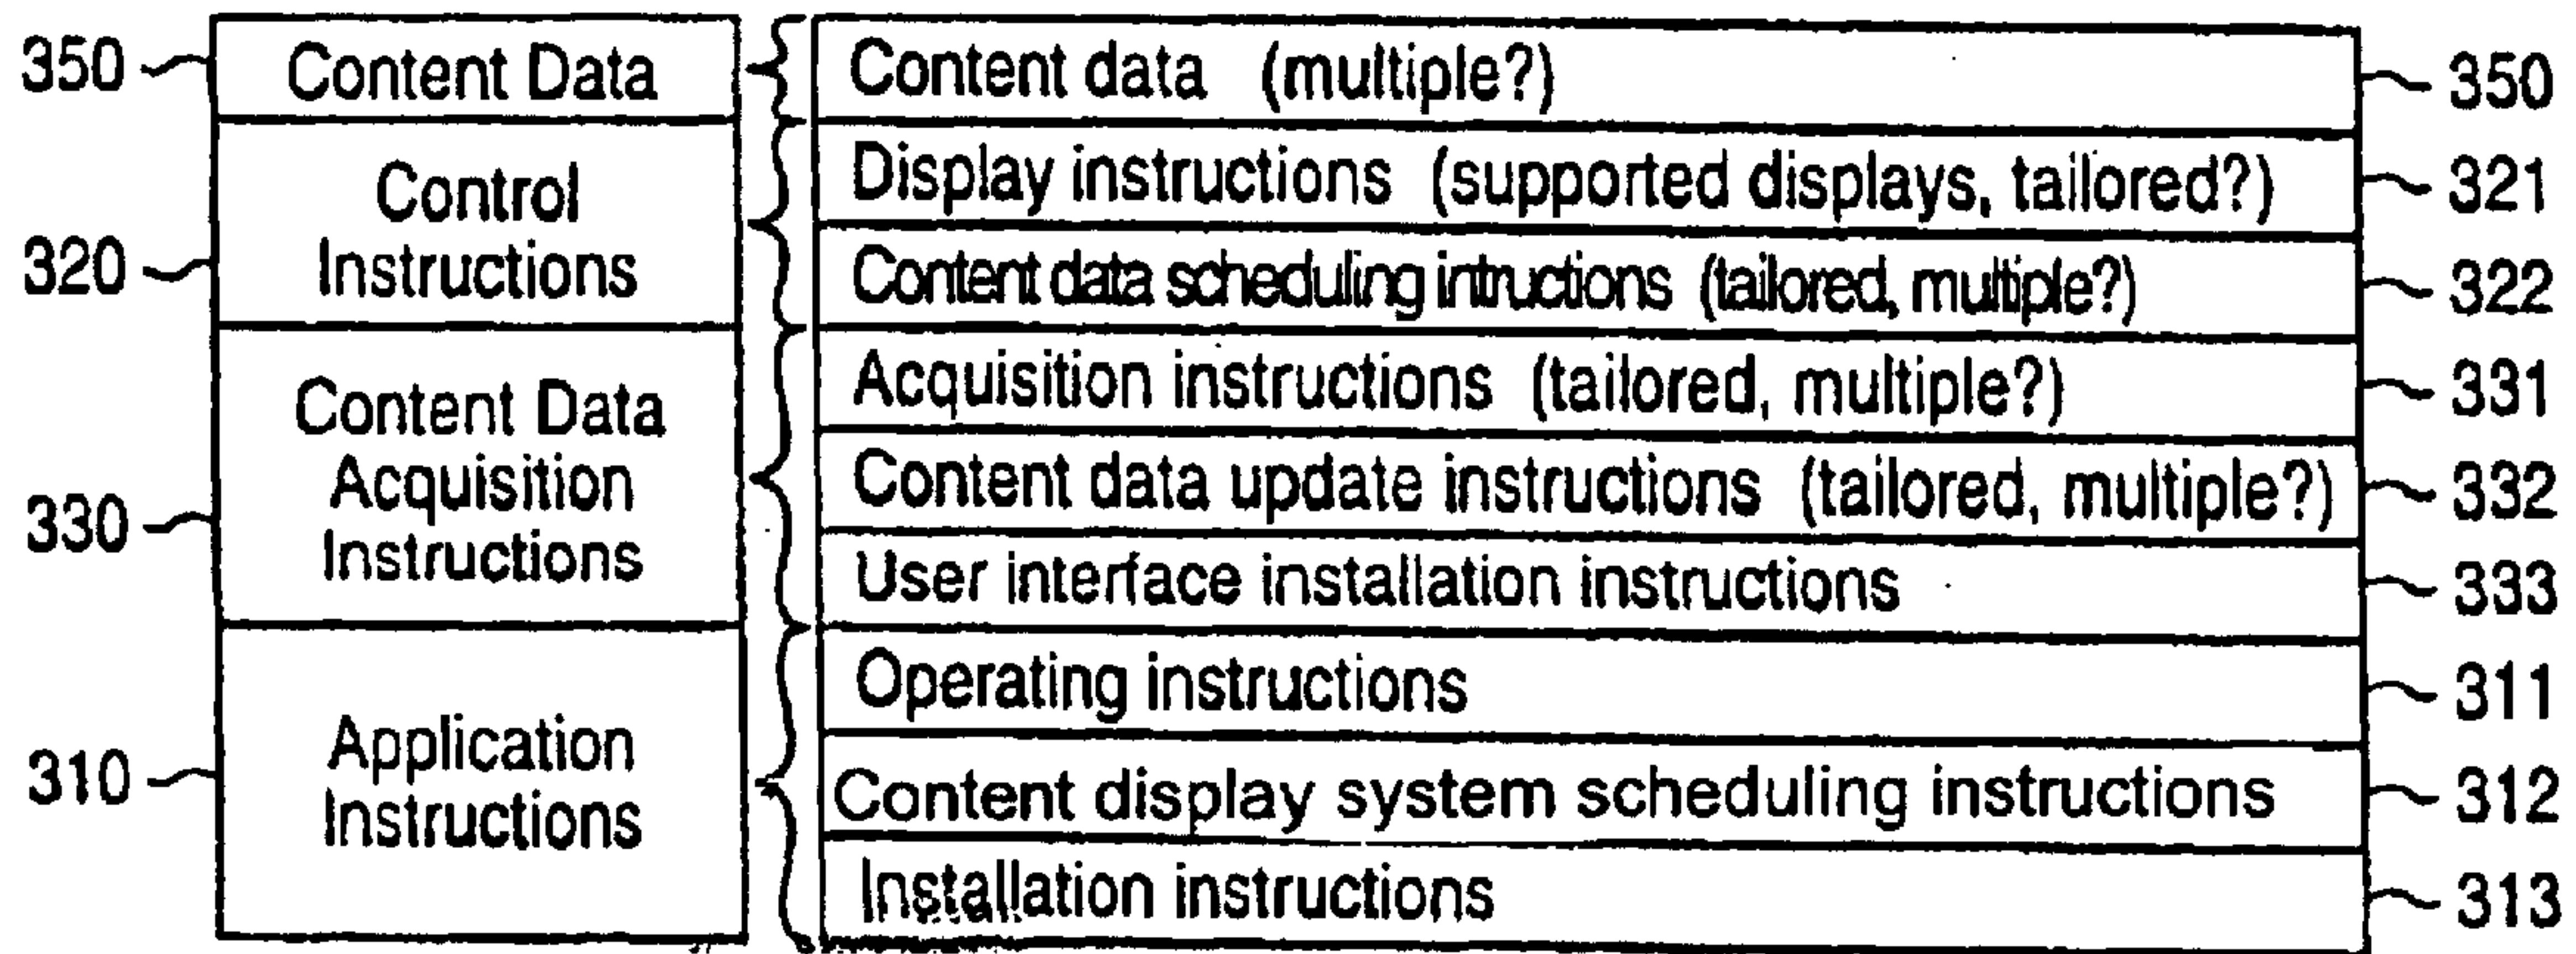 350
Content Data
320
Control
Instructions
330
Content Data
Acquisition
Instructions
310
Application
Instructions
Content data (multiple?)
350
Display instructions (supported displays, tailored?)
321
Content data scheduling intructions (tailored, multiple?)
322
Acquisition instructions (tailored, multiple?)
331
Content data update instructions (tailored, multiple?)
332
User interface installation instructions
333
Operating instructions
311
Content display system scheduling instructions
312
Installation instructions
313